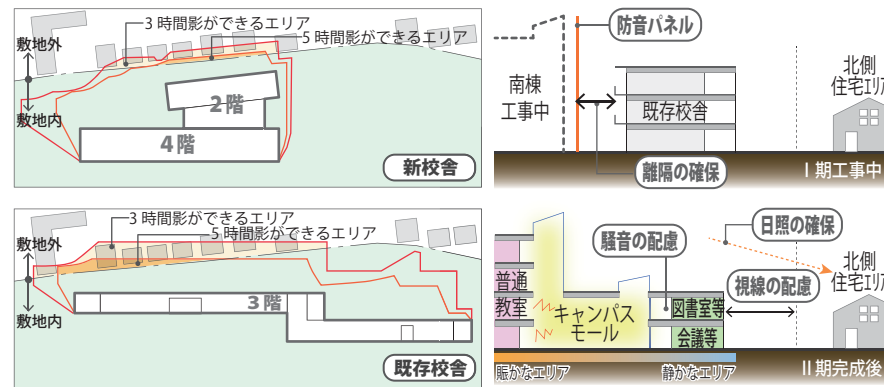 3時間影ができるエリア
5時間影ができるエリア
敷地外
敷地内
2階
4階
新校舎
防音パネル
南棟
工事中
既存校舎
北側
住宅エリア
離隔の確保
Ⅰ期工事中
3時間影ができるエリア
5時間影ができるエリア
敷地外
敷地内
3階
既存校舎
日照の確保
騒音の配慮
北側
住宅エリア
視線の配慮
普通
教室
キャンパス
モール
図書室等
会議等
賑かなエリア
静かなエリア
Ⅱ期完成後